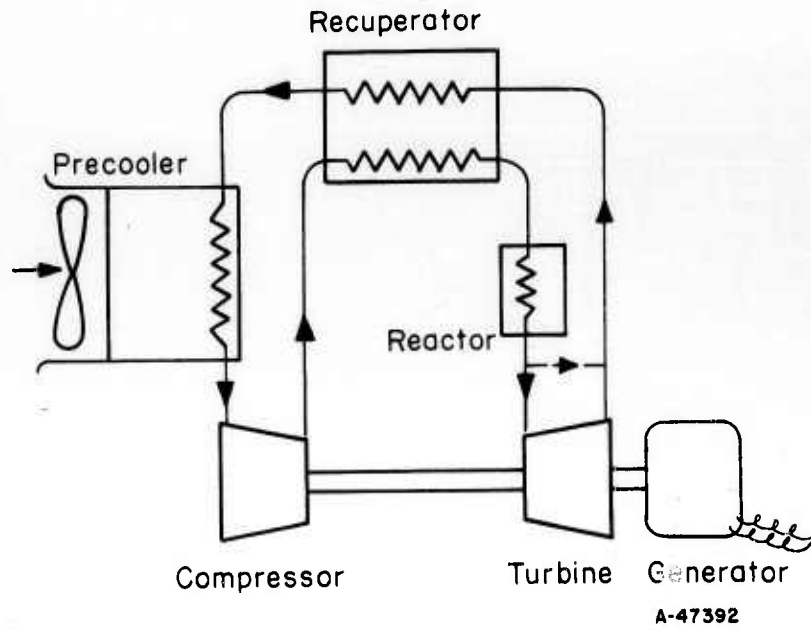 Recuperator
Precooler
Reactor
Compressor
Turbine
Generator
A-47392